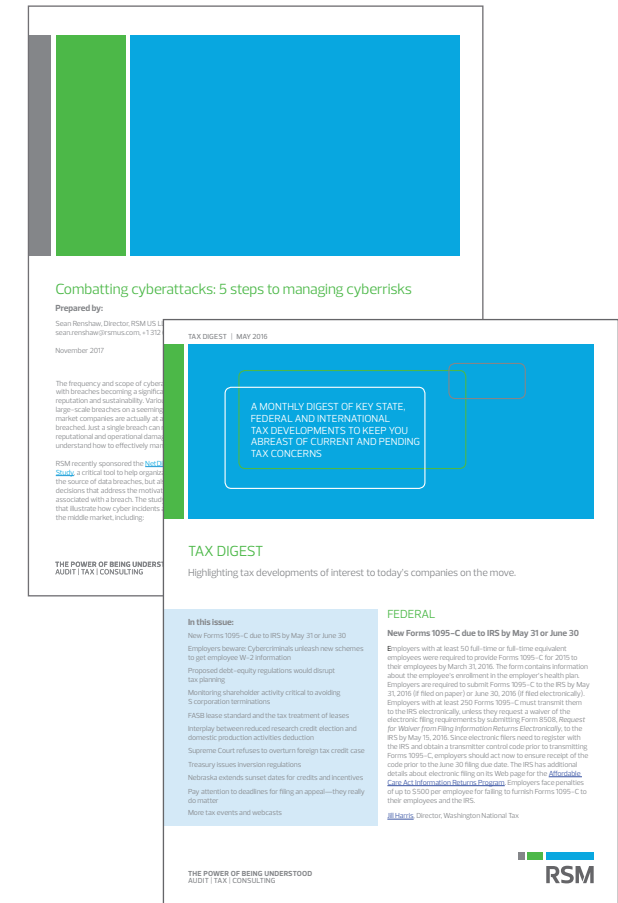 Combatting cyberattacks: 5 steps to managing cyberrisks
Prepared by:
Sean Renshaw, Director, RSM US L
sean.renshaw@rsmus.com, +1 312
November 2017
The frequency and scope of cybera
with breaches becoming a significa
reputation and sustainability. Variou
large-scale breaches on a seeming
market companies are actually at a
breached. Just a single breach can
reputational and operational damag
understand how to effectively man
RSM recently sponsored the NetDi
Study, a critical tool to help organiza
the source of data breaches, but al
decisions that address the motivat
associated with a breach. The study
that illustrate how cyber incidents a
the middle market, including:
THE POWER OF BEING UNDERST
AUDIT | TAX | CONSULTING
TAX DIGEST | MAY 2016
A MONTHLY DIGEST OF KEY STATE,
FEDERAL AND INTERNATIONAL
TAX DEVELOPMENTS TO KEEP YOU
ABREAST OF CURRENT AND PENDING
TAX CONCERNS
TAX DIGEST
Highlighting tax developments of interest to today's companies on the move.
In this issue:
New Forms 1095-C due to IRS by May 31 or June 30
Employers beware: Cybercriminals unleash new schemes
to get employee W-2 information
Proposed debt-equity regulations would disrupt
tax planning
Monitoring shareholder activity critical to avoiding
S corporation terminations
FASB lease standard and the tax treatment of leases
Interplay between reduced research credit election and
domestic production activities deduction
Supreme Court refuses to overturn foreign tax credit case
Treasury issues inversion regulations
Nebraska extends sunset dates for credits and incentives
Pay attention to deadlines for filing an appeal—they really
do matter
More tax events and webcasts
FEDERAL
New Forms 1095-C due to IRS by May 31 or June 30
Employers with at least 50 full-time or full-time equivalent
employees were required to provide Forms 1095-C for 2015 to
their employees by March 31, 2016. The form contains information
about the employee's enrollment in the employer's health plan.
Employers are required to submit Forms 1095-C to the IRS by May
31, 2016 (if filed on paper) or June 30, 2016 (if filed electronically).
Employers with at least 250 Forms 1095-C must transmit them
to the IRS electronically, unless they request a waiver of the
electronic filing requirements by submitting Form 8508, Request
for Waiver from Filing Information Returns Electronically, to the
IRS by May 15, 2016. Since electronic filers need to register with
the IRS and obtain a transmitter control code prior to transmitting
Forms 1095-C, employers should act now to ensure receipt of the
code prior to the June 30 filing due date. The IRS has additional
details about electronic filing on its Web page for the Affordable
Care Act Information Returns Program. Employers face penalties
of up to $500 per employee for failing to furnish Forms 1095-C to
their employees and the IRS.
Jill Harris, Director, Washington National Tax
THE POWER OF BEING UNDERSTOOD
AUDIT | TAX | CONSULTING
RSM